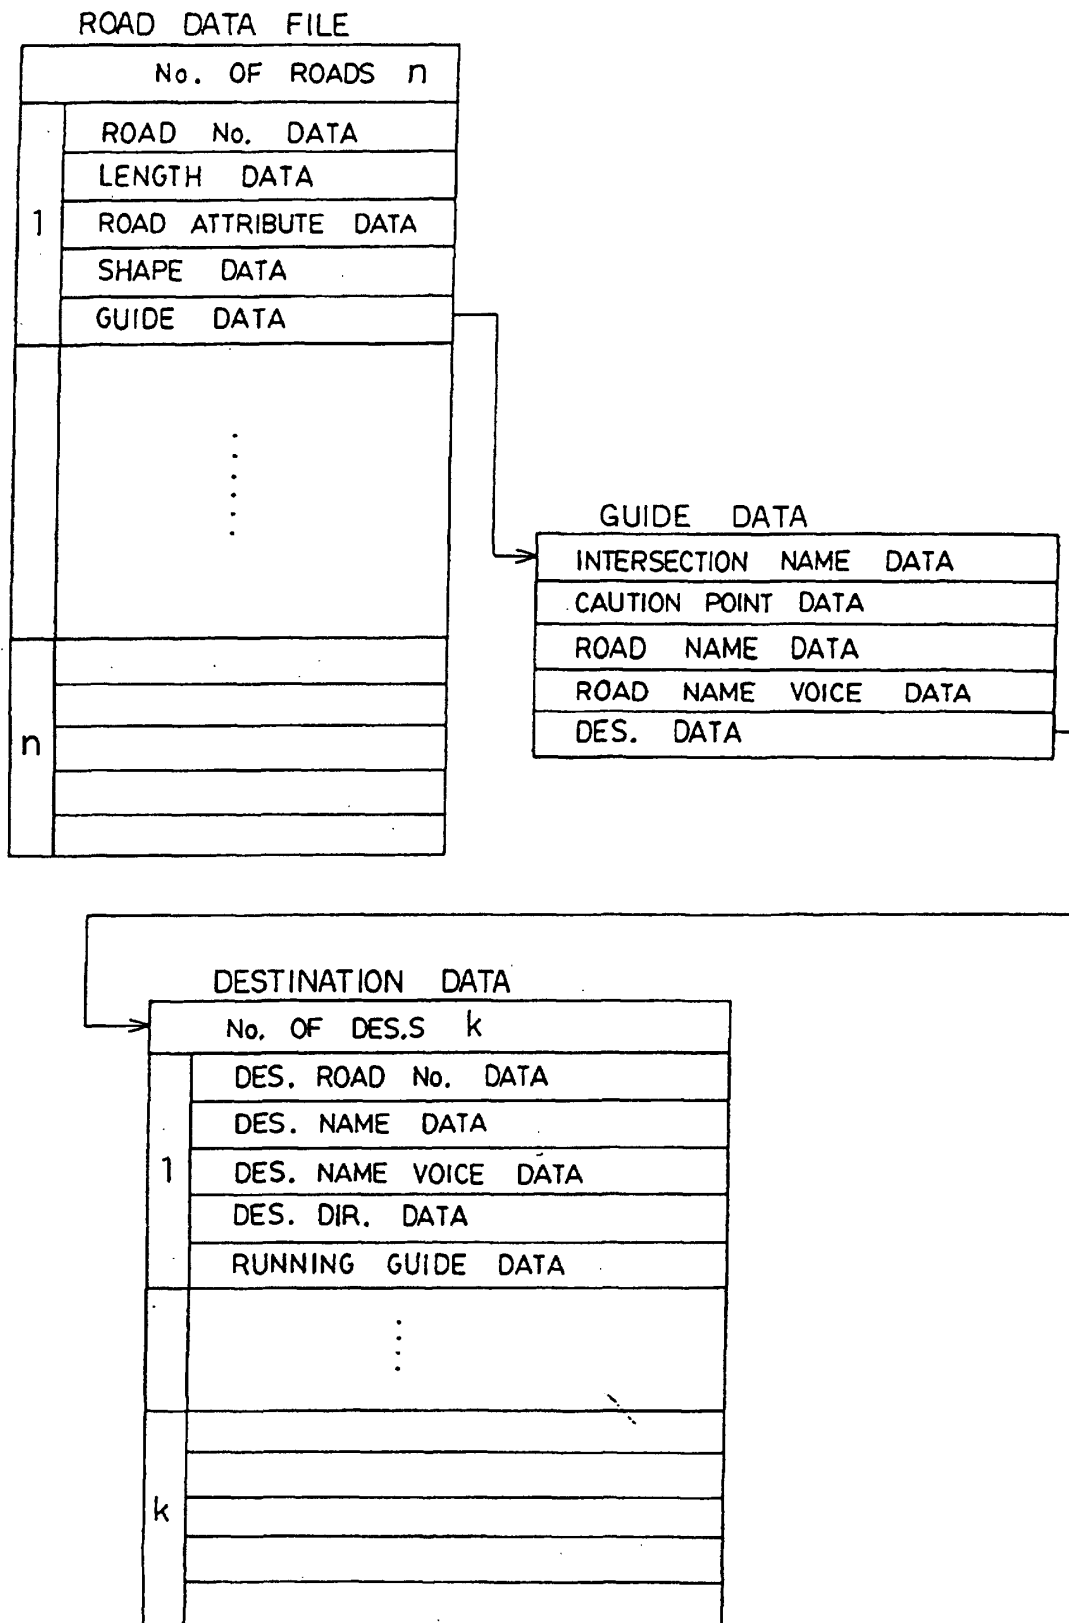 ROAD DATA FILE
No. OF ROADS n
1
ROAD No. DATA
LENGTH DATA
ROAD ATTRIBUTE DATA
SHAPE DATA
GUIDE DATA
n
GUIDE DATA
INTERSECTION NAME DATA
CAUTION POINT DATA
ROAD NAME DATA
ROAD NAME VOICE DATA
DES. DATA
DESTINATION DATA
No. OF DES.S k
1
DES. ROAD No. DATA
DES. NAME DATA
DES. NAME VOICE DATA
DES. DIR. DATA
RUNNING GUIDE DATA
k